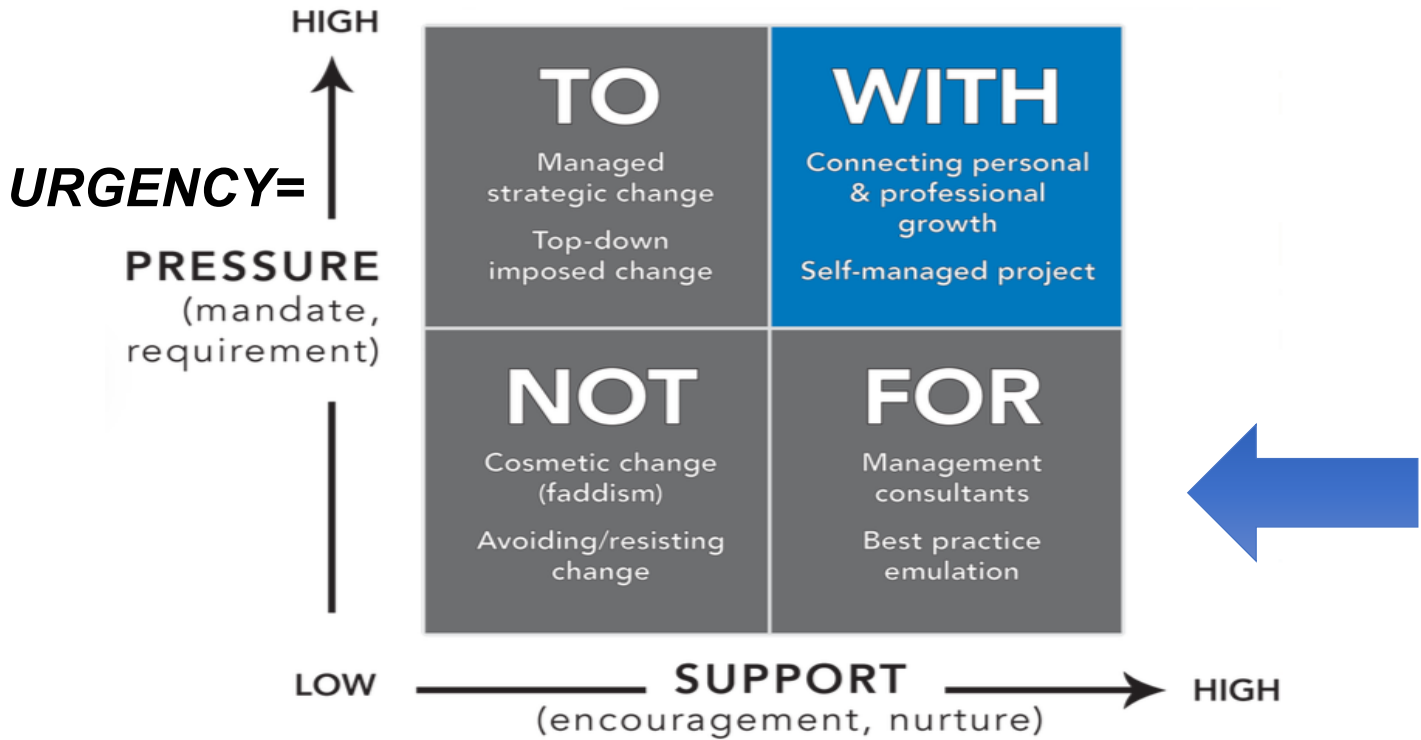 HIGH
URGENCY=
PRESSURE
(mandate,
requirement)
TO
Managed
strategic change
Top-down
imposed change
WITH
Connecting personal
& professional
growth
Self-managed project
NOT
Cosmetic change
(faddism)
Avoiding/resisting
change
FOR
Management
consultants
Best practice
emulation
LOW
SUPPORT
(encouragement, nurture)
HIGH